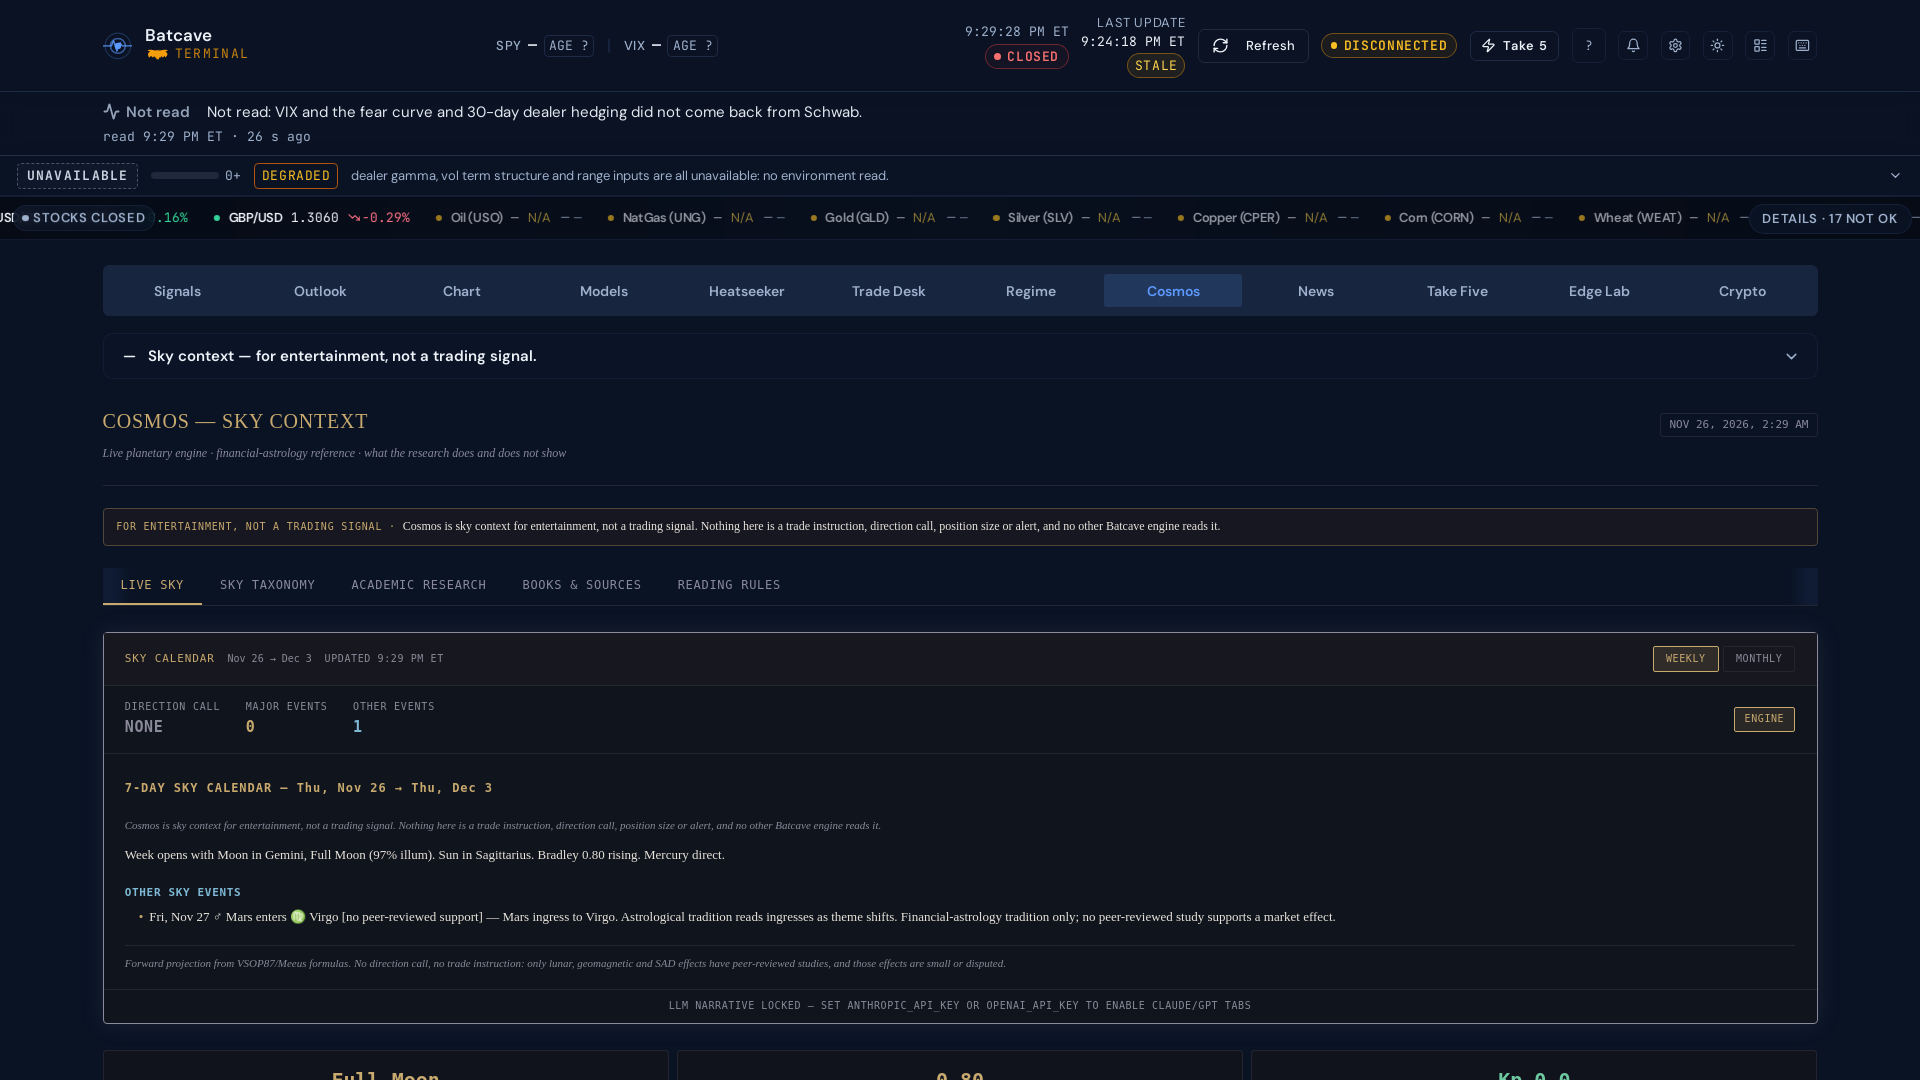 Batcave
TERMINAL
SPY — AGE ? | VIX — AGE ?
9:29:28 PM ET
CLOSED
LAST UPDATE
9:24:18 PM ET
STALE
Refresh
DISCONNECTED
Take 5
?
Not read Not read: VIX and the fear curve and 30-day dealer hedging did not come back from Schwab.
read 9:29 PM ET · 26 s ago
UNAVAILABLE 0+ DEGRADED dealer gamma, vol term structure and range inputs are all unavailable: no environment read.
STOCKS CLOSED .16% GBP/USD 1.3060 -0.29% Oil (USO) — N/A —— NatGas (UNG) — N/A —— Gold (GLD) — N/A —— Silver (SLV) — N/A —— Copper (CPER) — N/A —— Corn (CORN) — N/A —— Wheat (WEAT) — N/A — DETAILS · 17 NOT OK
Signals Outlook Chart Models Heatseeker Trade Desk Regime Cosmos News Take Five Edge Lab Crypto
— Sky context — for entertainment, not a trading signal.
COSMOS — SKY CONTEXT
NOV 26, 2026, 2:29 AM
Live planetary engine · financial-astrology reference · what the research does and does not show
FOR ENTERTAINMENT, NOT A TRADING SIGNAL · Cosmos is sky context for entertainment, not a trading signal. Nothing here is a trade instruction, direction call, position size or alert, and no other Batcave engine reads it.
LIVE SKY SKY TAXONOMY ACADEMIC RESEARCH BOOKS & SOURCES READING RULES
SKY CALENDAR Nov 26 → Dec 3 UPDATED 9:29 PM ET
WEEKLY MONTHLY
DIRECTION CALL MAJOR EVENTS OTHER EVENTS
NONE 0 1
ENGINE
7-DAY SKY CALENDAR — Thu, Nov 26 → Thu, Dec 3
Cosmos is sky context for entertainment, not a trading signal. Nothing here is a trade instruction, direction call, position size or alert, and no other Batcave engine reads it.
Week opens with Moon in Gemini, Full Moon (97% illum). Sun in Sagittarius. Bradley 0.80 rising. Mercury direct.
OTHER SKY EVENTS
• Fri, Nov 27 ♂ Mars enters ♍ Virgo [no peer-reviewed support] — Mars ingress to Virgo. Astrological tradition reads ingresses as theme shifts. Financial-astrology tradition only; no peer-reviewed study supports a market effect.
Forward projection from VSOP87/Meeus formulas. No direction call, no trade instruction: only lunar, geomagnetic and SAD effects have peer-reviewed studies, and those effects are small or disputed.
LLM NARRATIVE LOCKED — SET ANTHROPIC_API_KEY OR OPENAI_API_KEY TO ENABLE CLAUDE/GPT TABS
Full Moon 0.80 Kp 0.0